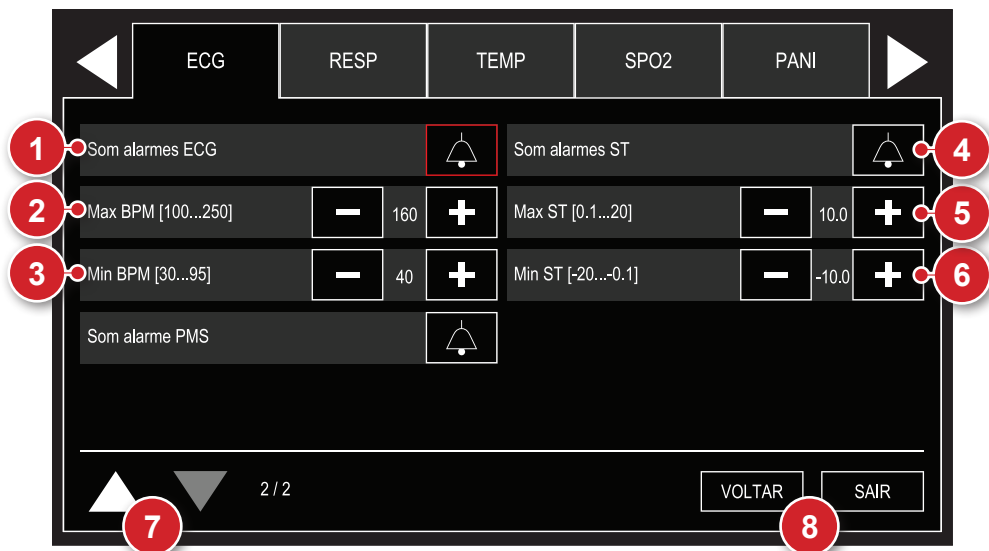 ECG RESP TEMP SPO2 PANI
1 Som alarmes ECG Som alarmes ST 4
2 Max BPM [100...250] 160 Max ST [0.1...20] 10.0 5
3 Min BPM [30...95] 40 Min ST [-20...-0.1] -10.0 6
Som alarme PMS
2 / 2 VOLTAR SAIR
7 8